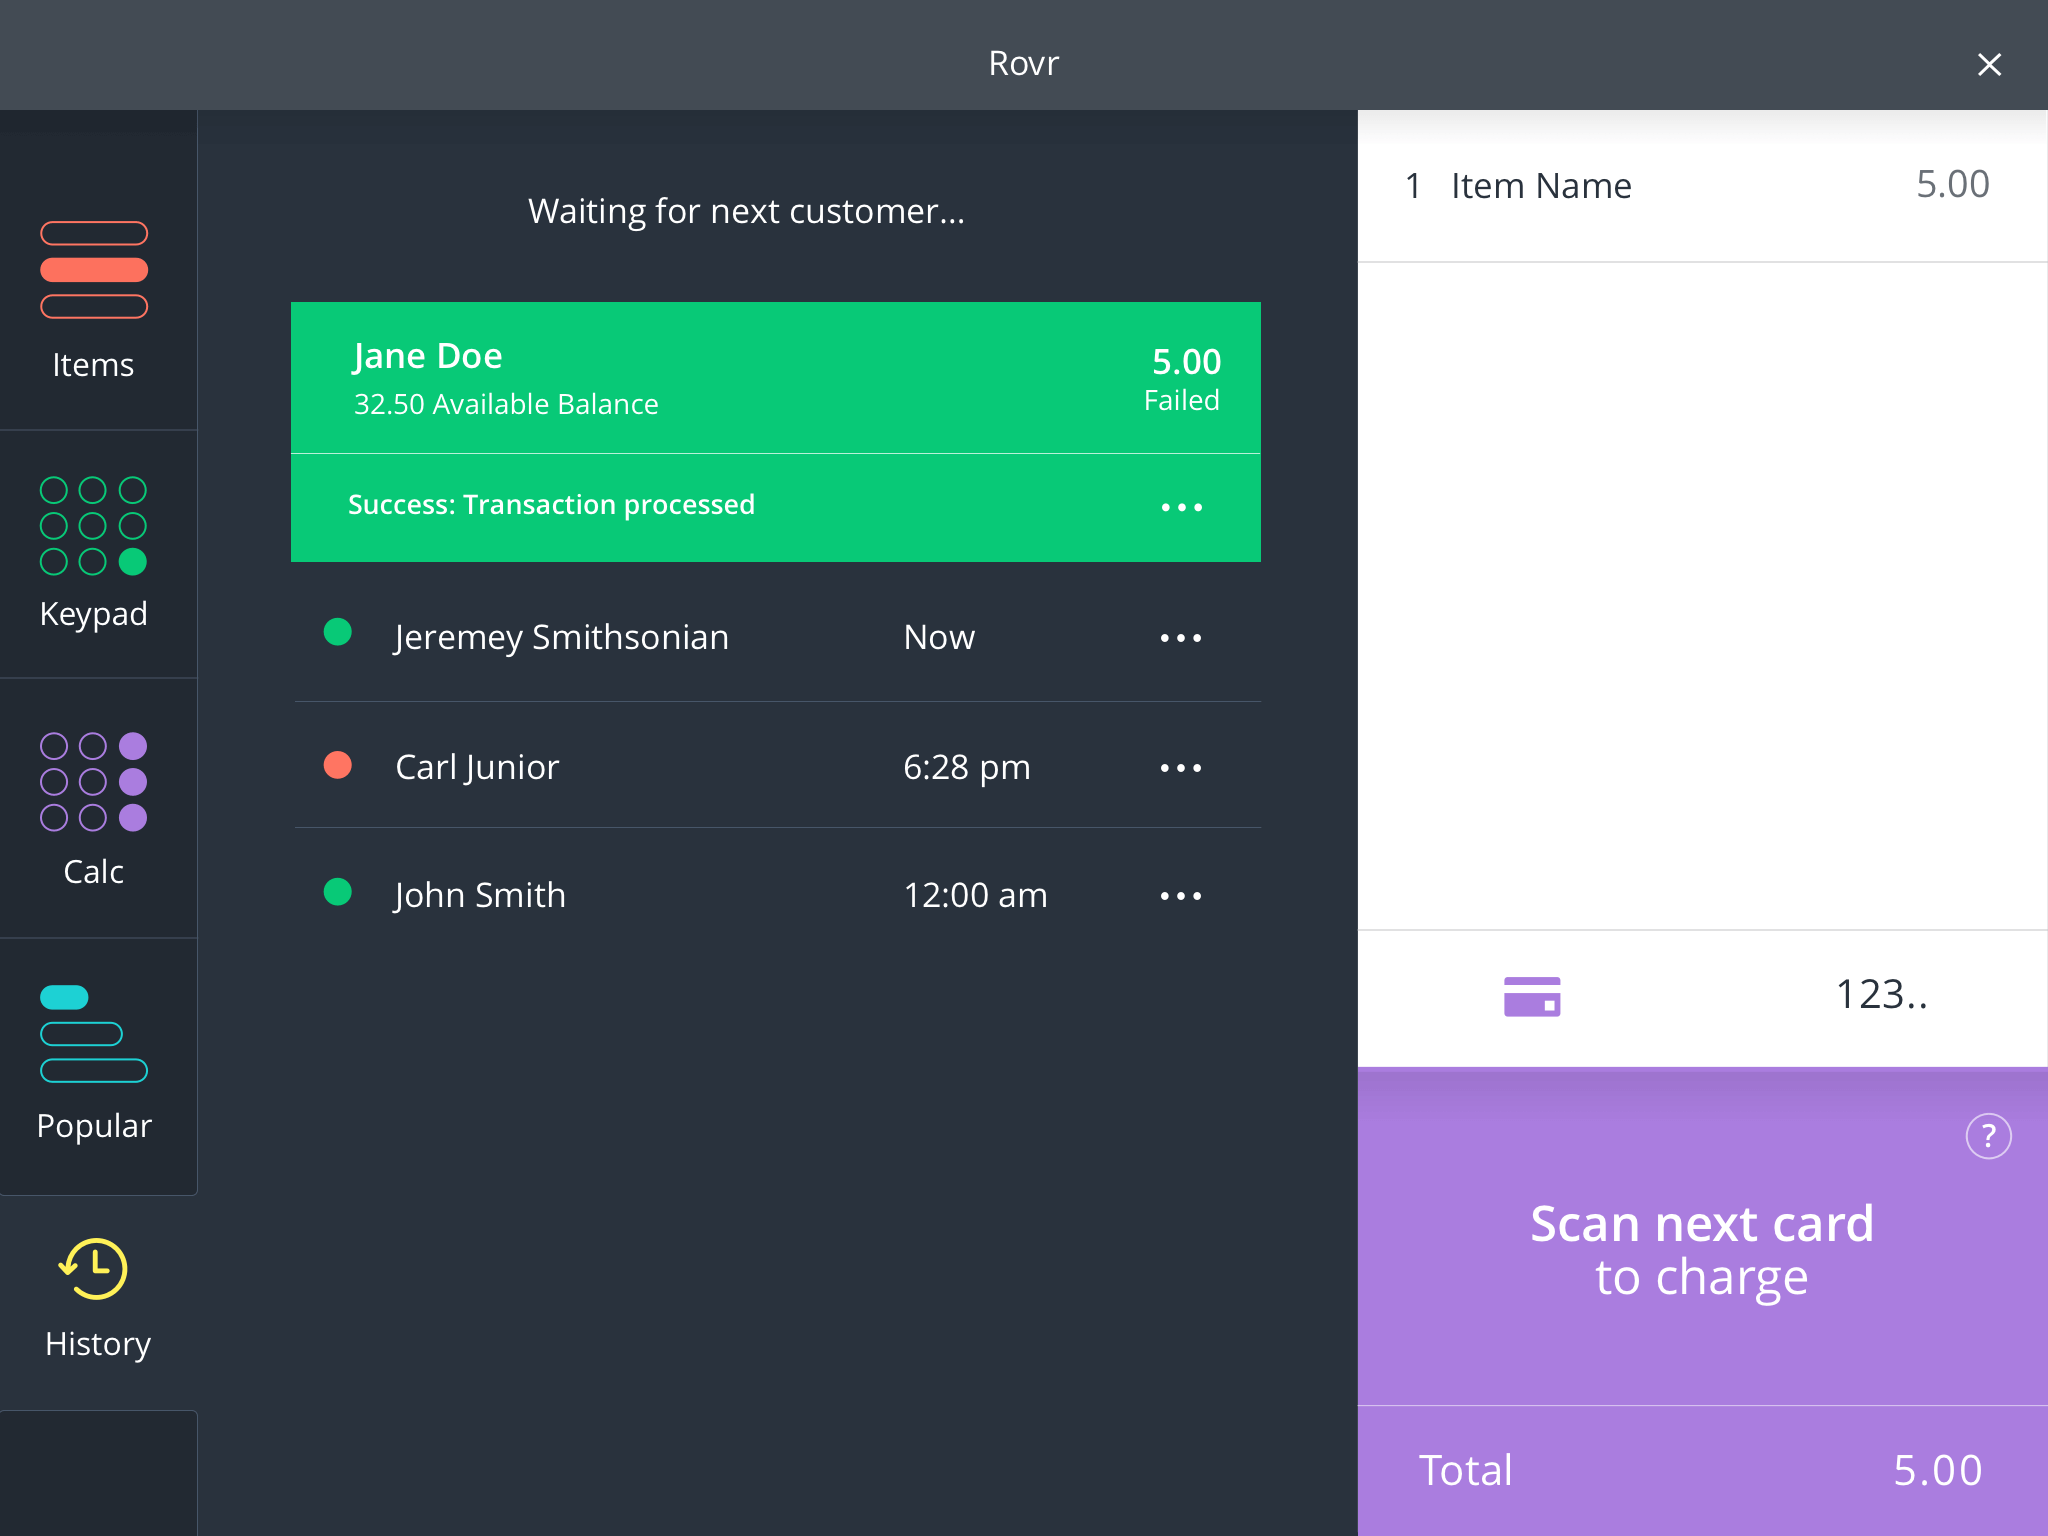 Rovr
Items
Keypad
Calc
Popular
History
Waiting for next customer...
Jane Doe
5.00
32.50 Available Balance
Failed
Success: Transaction processed
Jeremey Smithsonian Now
Carl Junior 6:28 pm
John Smith 12:00 am
1 Item Name 5.00
123..
?
Scan next card
to charge
Total 5.00